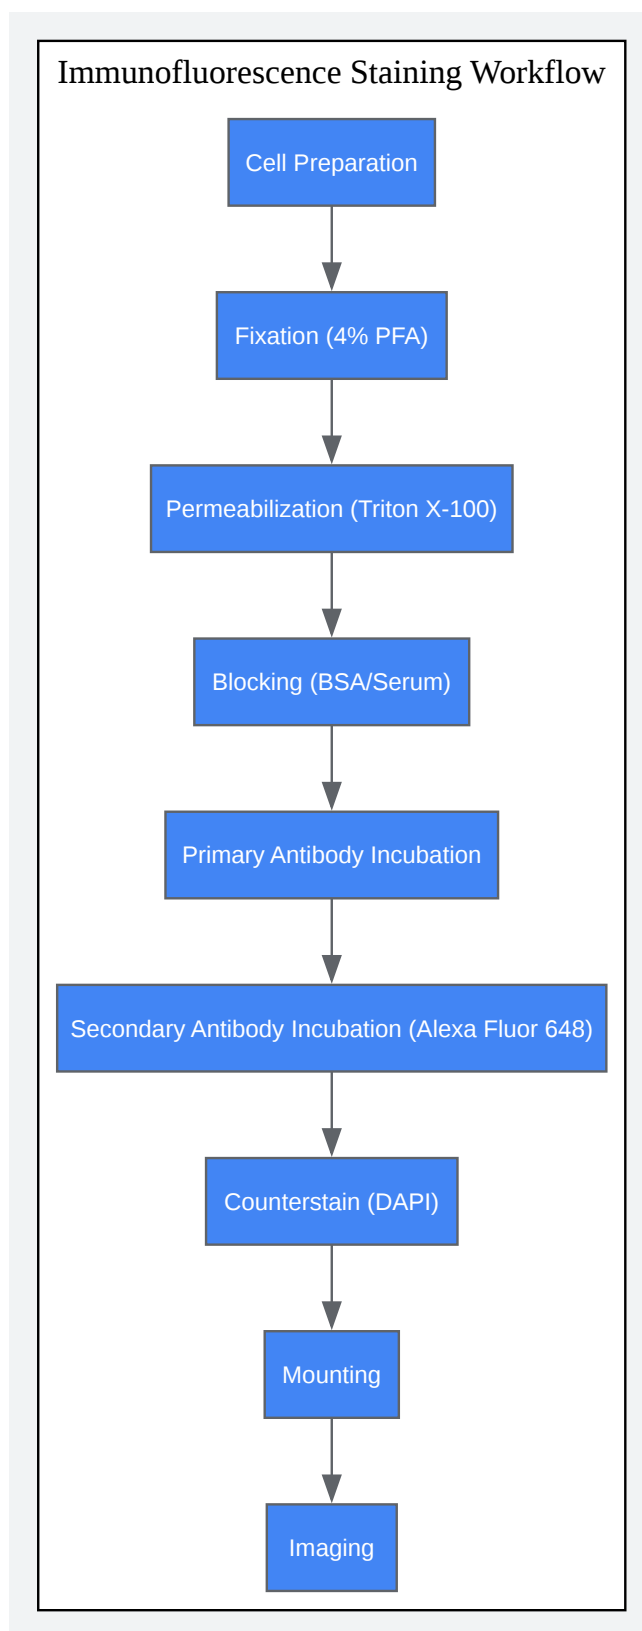 Immunofluorescence Staining Workflow
Cell Preparation
Fixation (4% PFA)
Permeabilization (Triton X-100)
Blocking (BSA/Serum)
Primary Antibody Incubation
Secondary Antibody Incubation (Alexa Fluor 648)
Counterstain (DAPI)
Mounting
Imaging